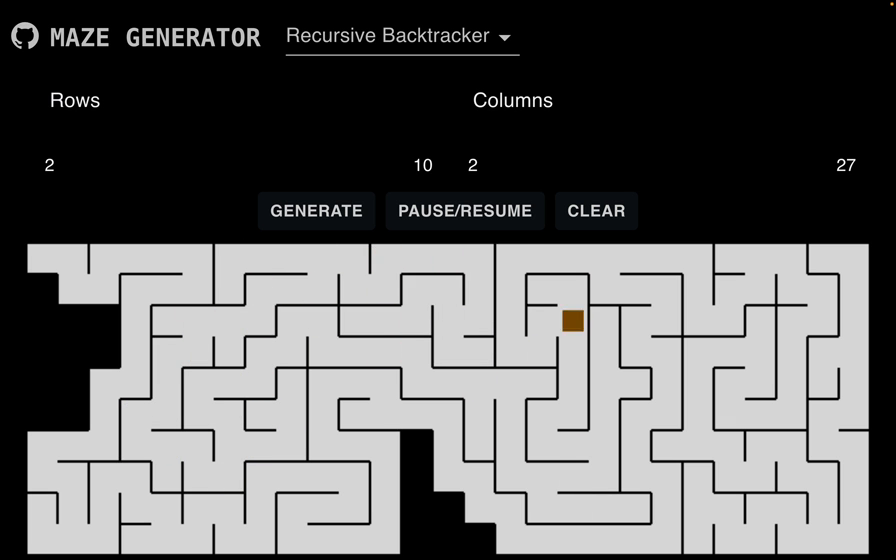 MAZE GENERATOR
Recursive Backtracker
Rows
Columns
2
10
2
27
GENERATE
PAUSE/RESUME
CLEAR